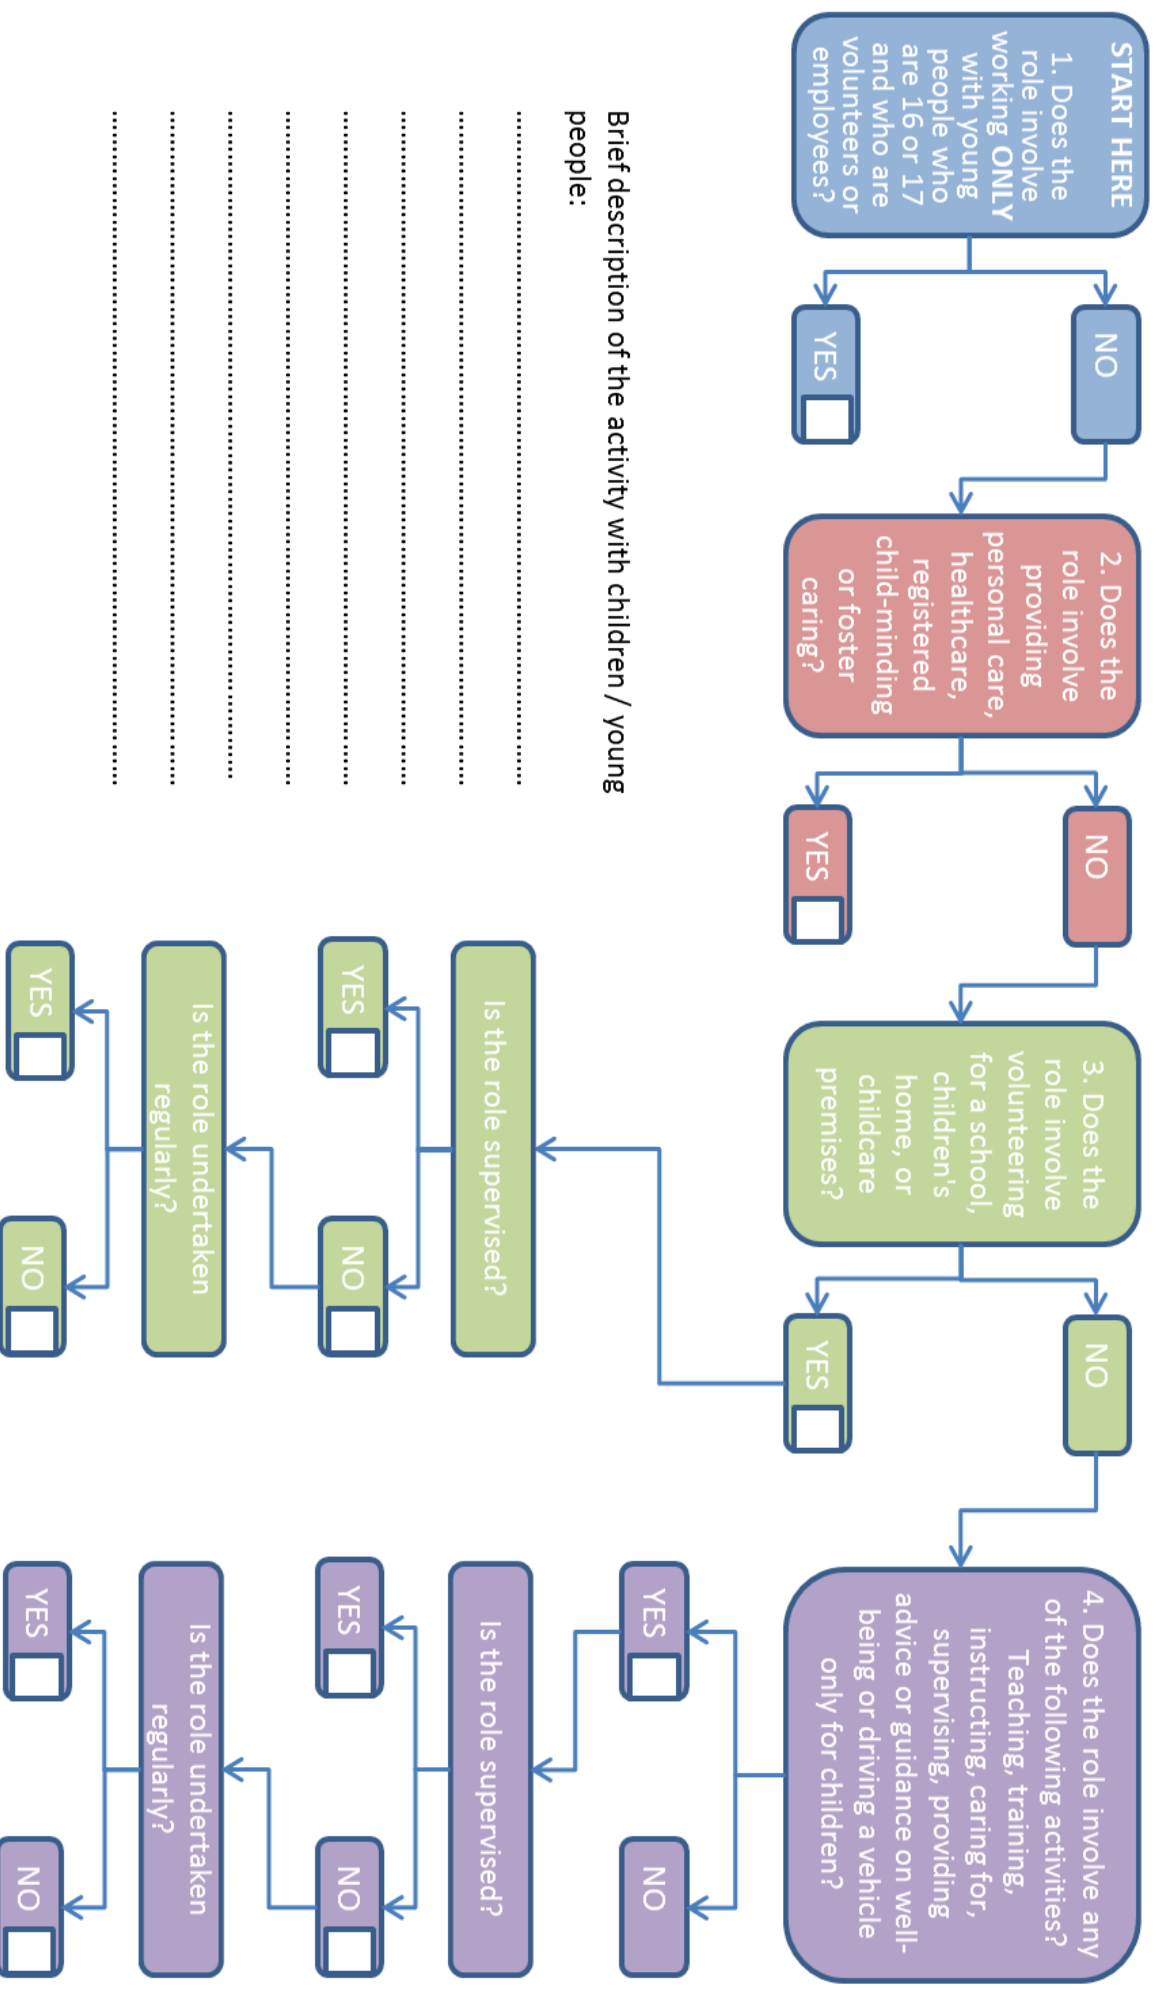 START HERE
1. Does the
role involve
working ONLY
with young
people who
are 16 or 17
and who are
volunteers or
employees?
NO
YES
2. Does the
role involve
providing
personal care,
healthcare,
registered
child-minding
or foster
caring?
NO
YES
3. Does the
role involve
volunteering
for a school,
children's
home, or
childcare
premises?
NO
YES
4. Does the role involve any
of the following activities?
Teaching, training,
instructing, caring for,
supervising, providing
advice or guidance on well-
being or driving a vehicle
only for children?
YES
NO
Brief description of the activity with children / young
people:
Is the role supervised?
YES
NO
Is the role undertaken
regularly?
YES
NO
Is the role supervised?
YES
NO
Is the role undertaken
regularly?
YES
NO